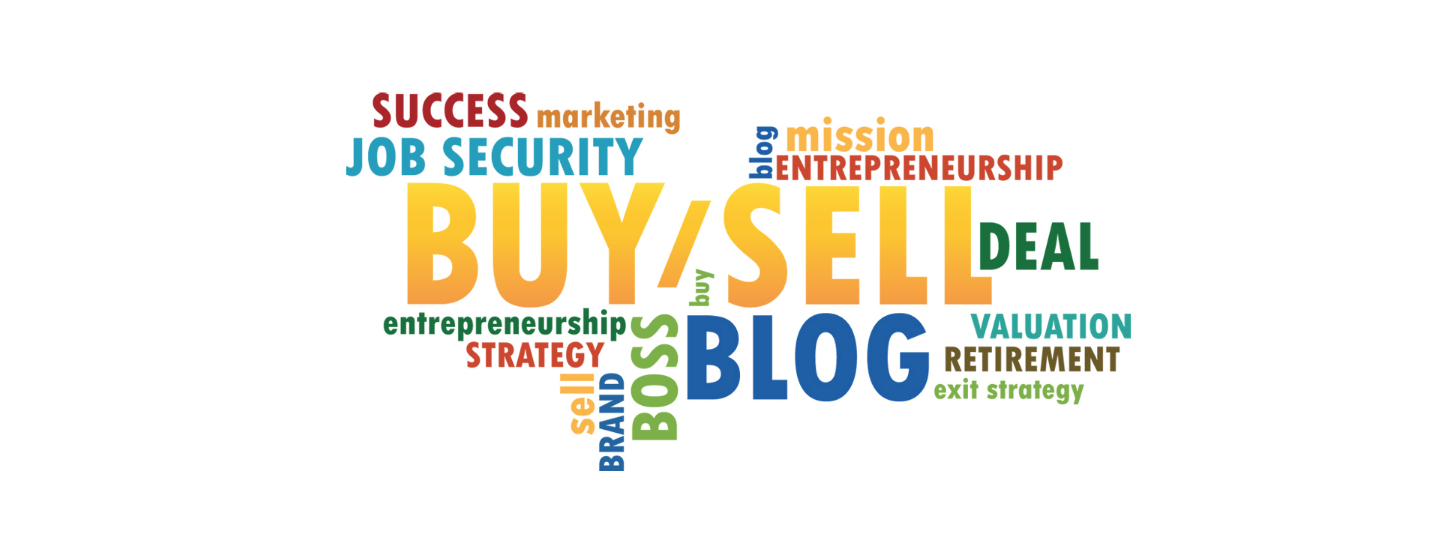 SUCCESS marketing
JOB SECURITY
blog
mission
ENTREPRENEURSHIP
BUY/SELL
DEAL
buy
entrepreneurship
STRATEGY
sell
BRAND
BOSS
BLOG
VALUATION
RETIREMENT
exit strategy